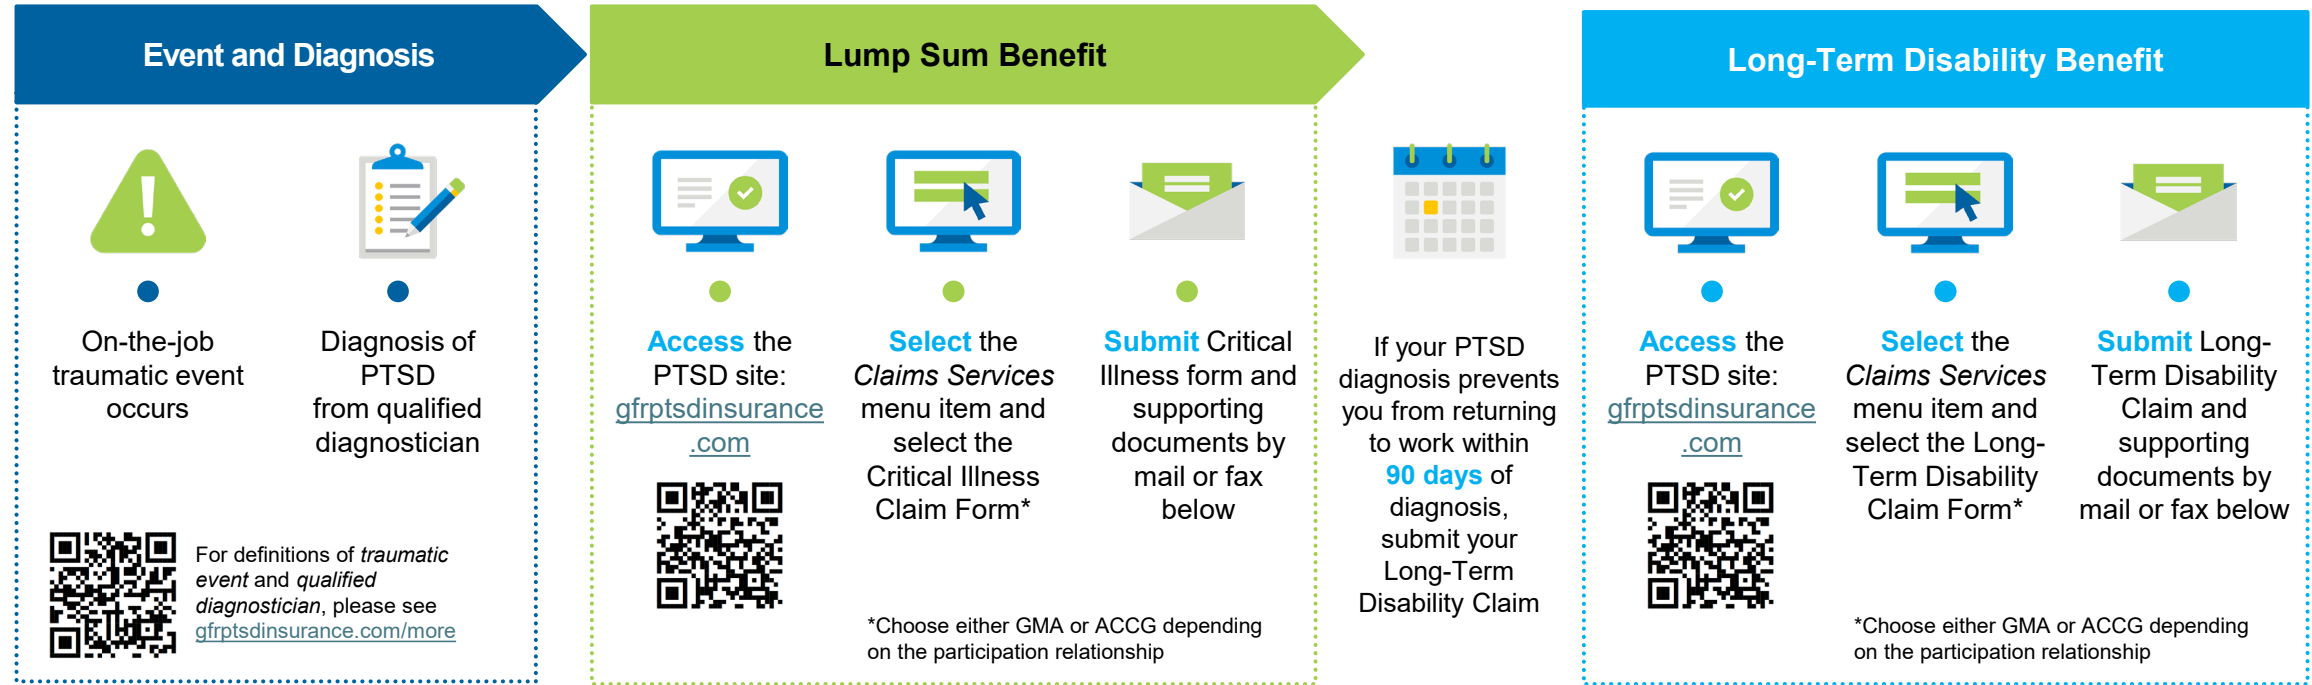 Event and Diagnosis
On-the-job
traumatic event
occurs
Diagnosis of
PTSD
from qualified
diagnostician
For definitions of traumatic
event and qualified
diagnostician, please see
gfrptsdinsurance.com/more
Lump Sum Benefit
Access the
PTSD site:
gfrptsdinsurance
.com
Select the
Claims Services
menu item and
select the
Critical Illness
Claim Form*
Submit Critical
Illness form and
supporting
documents by
mail or fax
below
*Choose either GMA or ACCG depending
on the participation relationship
If your PTSD
diagnosis prevents
you from returning
to work within
90 days of
diagnosis,
submit your
Long-Term
Disability Claim
Long-Term Disability Benefit
Access the
PTSD site:
gfrptsdinsurance
.com
Select the
Claims Services
menu item and
select the Long-
Term Disability
Claim Form*
Submit Long-
Term Disability
Claim and
supporting
documents by
mail or fax below
*Choose either GMA or ACCG depending
on the participation relationship